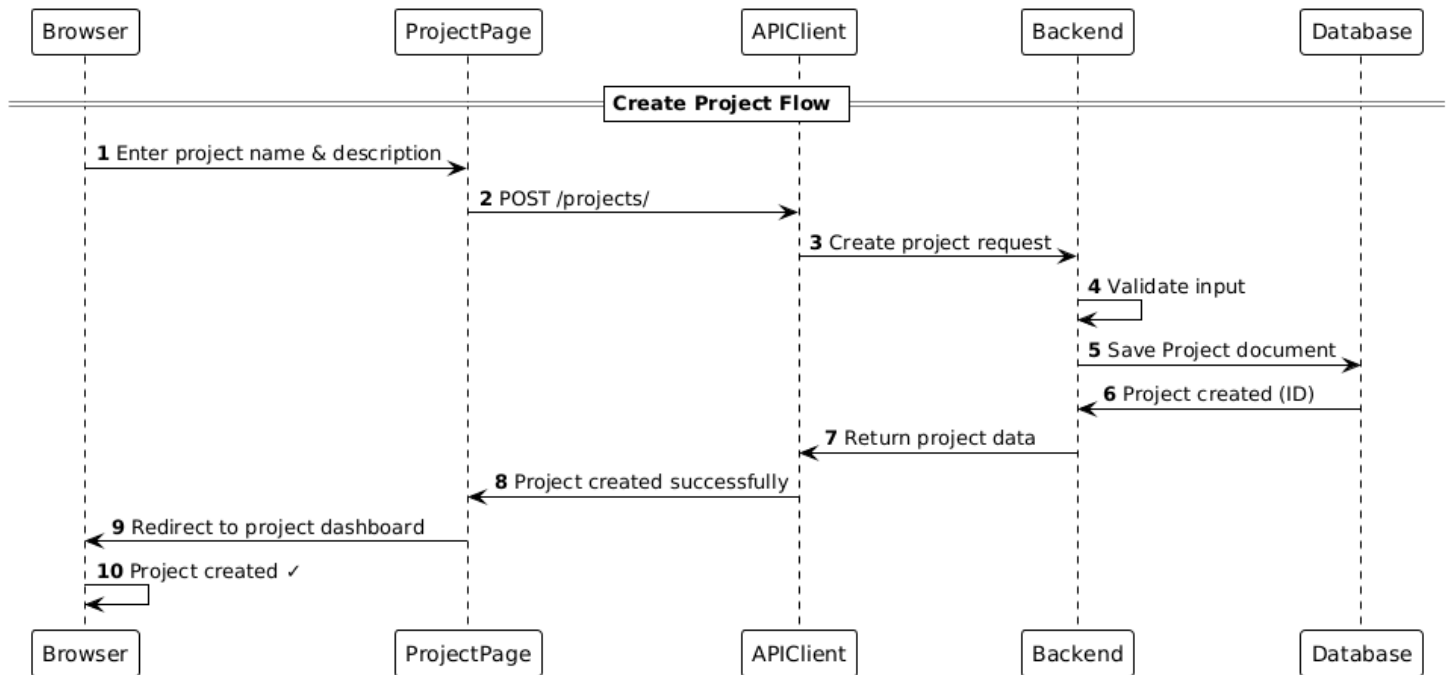 Browser ProjectPage APIClient Backend Database
Create Project Flow
1 Enter project name & description
2 POST /projects/
3 Create project request
4 Validate input
5 Save Project document
6 Project created (ID)
7 Return project data
8 Project created successfully
9 Redirect to project dashboard
10 Project created ✓
Browser ProjectPage APIClient Backend Database